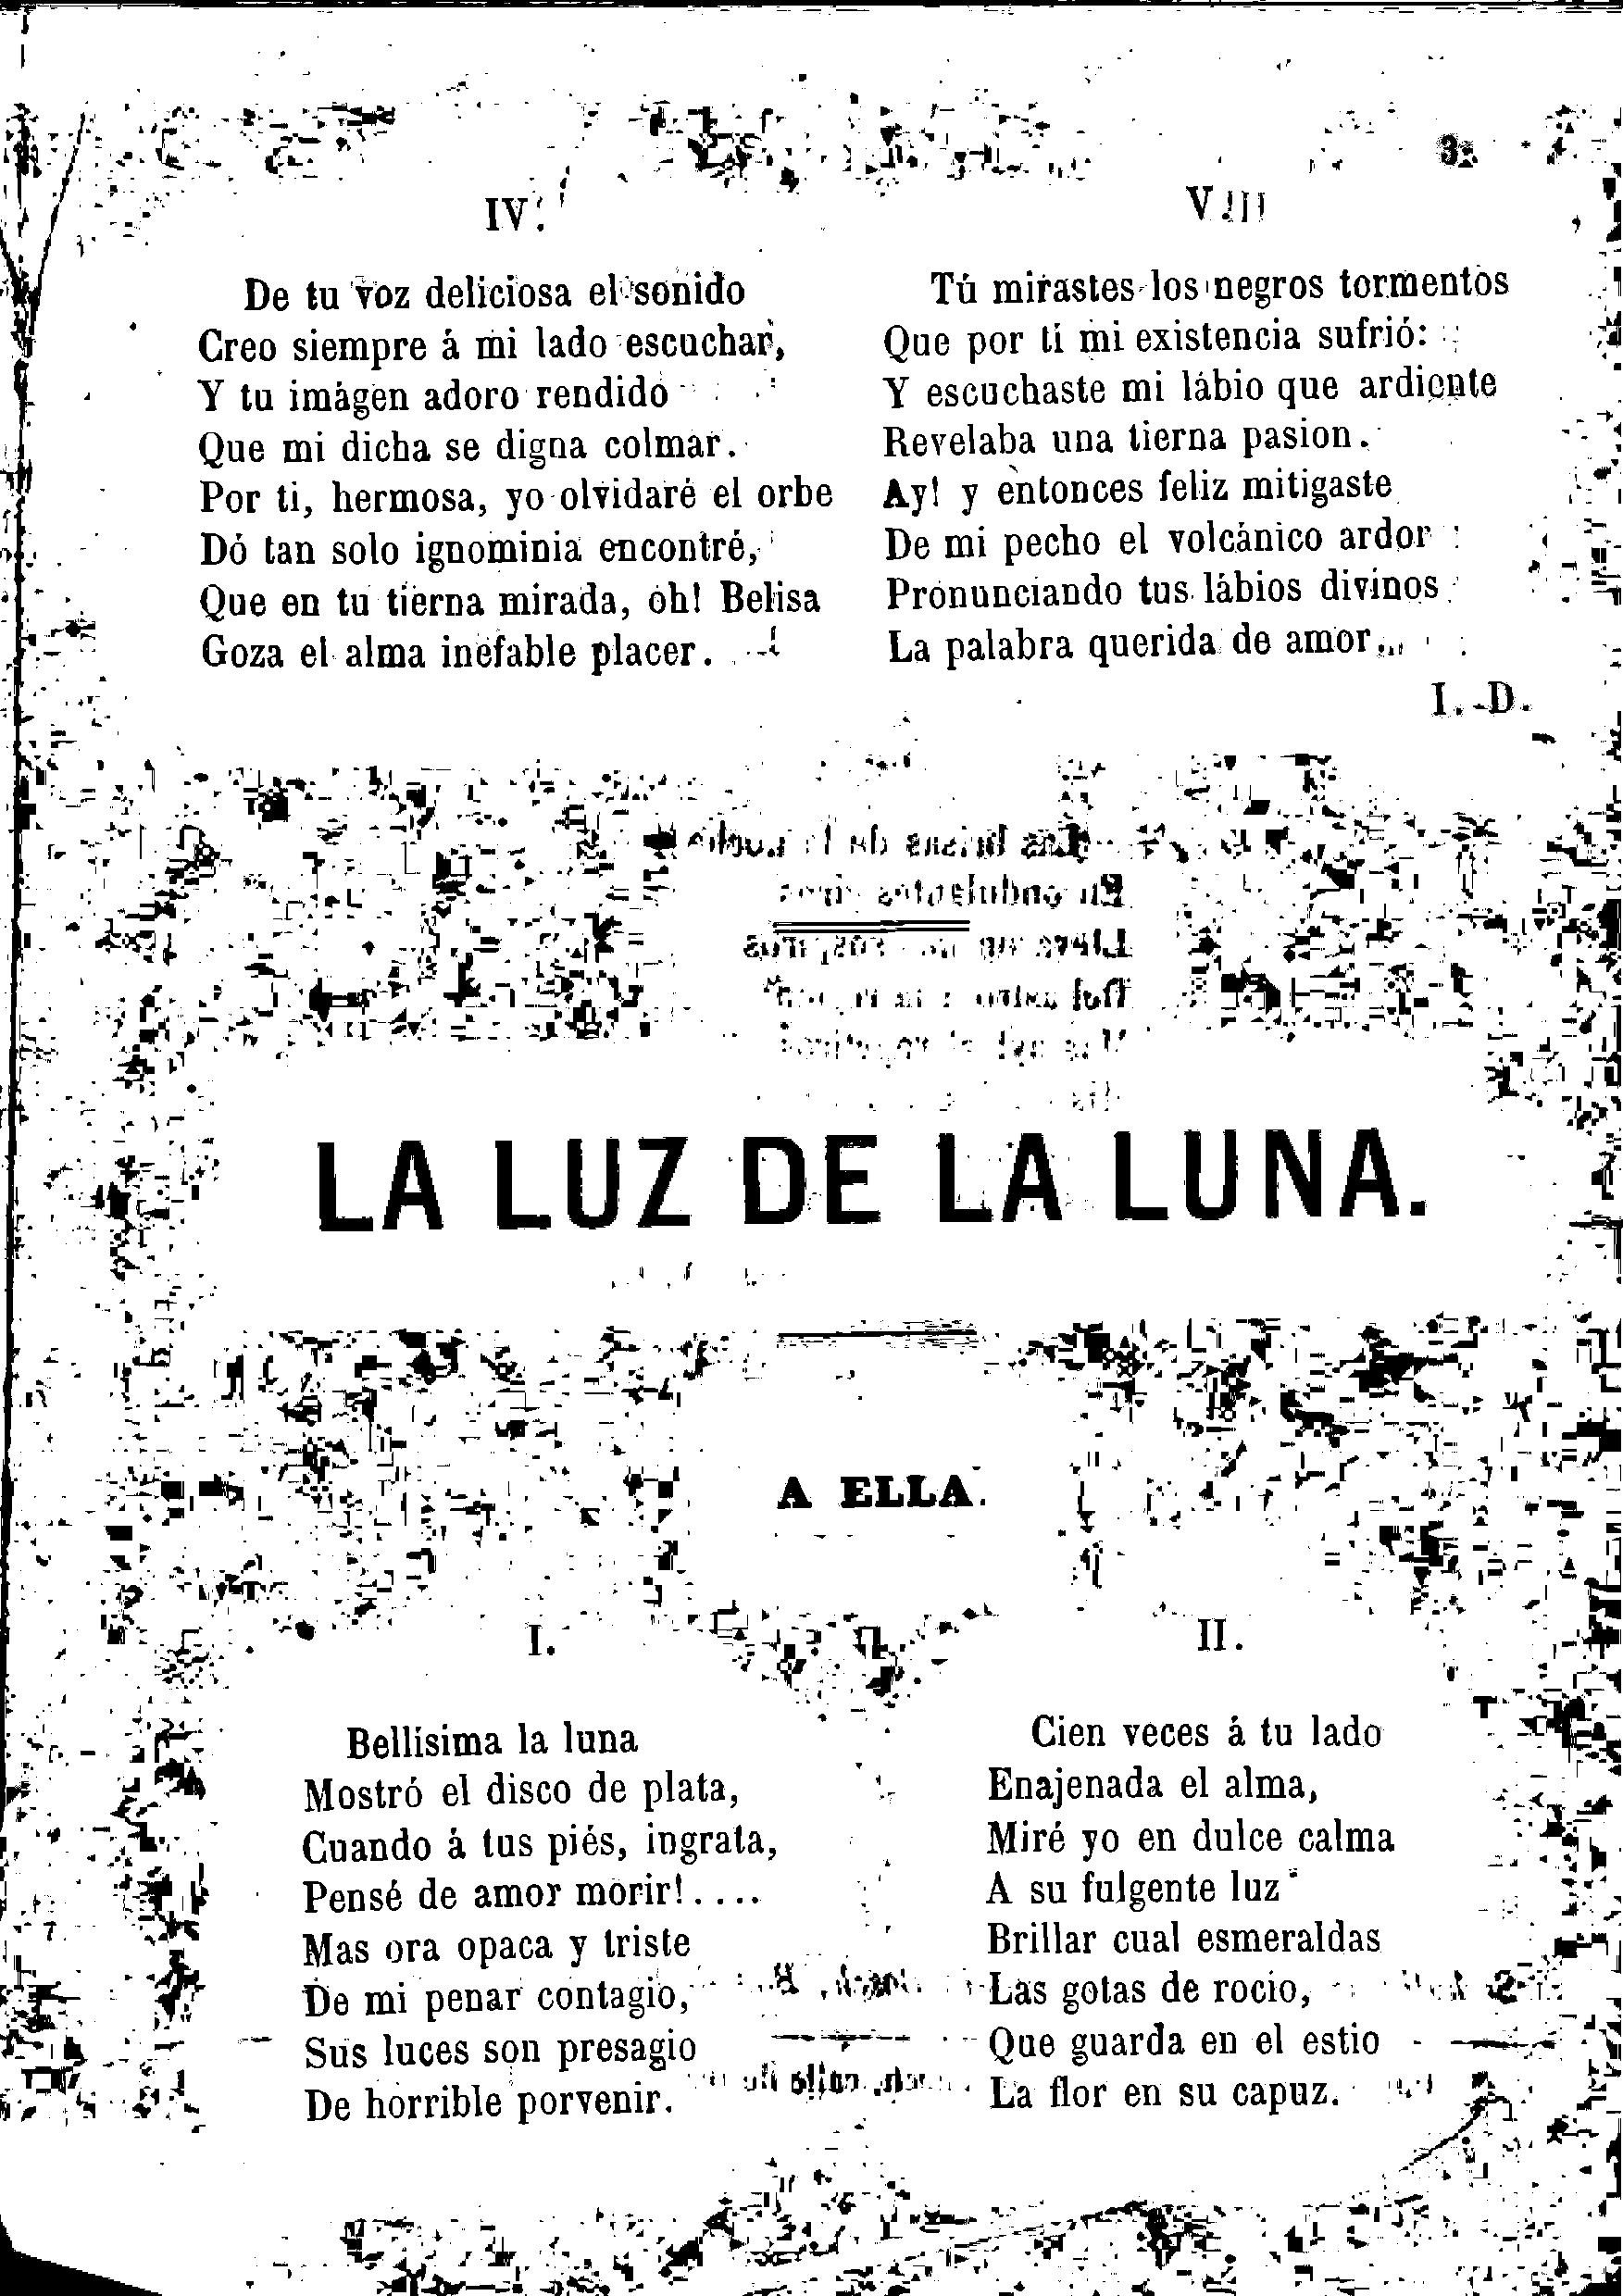 3
IV.
De tu voz deliciosa el sonido
Creo siempre á mi lado escuchar,
Y tu imágen adoro rendido
Que mi dicha se digna colmar.
Por ti, hermosa, yo olvidaré el orbe
Dó tan solo ignominia encontré,
Que en tu tierna mirada, oh! Belisa
Goza el alma inefable placer.
VIII
Tú mirastes los negros tormentos
Que por tí mi existencia sufrió:
Y escuchaste mi lábio que ardiente
Revelaba una tierna pasion.
Ay! y entonces feliz mitigaste
De mi pecho el volcánico ardor
Pronunciando tus lábios divinos
La palabra querida de amor...
I. D.
LA LUZ DE LA LUNA.
A ELLA.
I.
Bellísima la luna
Mostró el disco de plata,
Cuando á tus piés, ingrata,
Pensé de amor morir!....
Mas ora opaca y triste
De mi penar contagio,
Sus luces son presagio
De horrible porvenir.
II.
Cien veces á tu lado
Enajenada el alma,
Miré yo en dulce calma
A su fulgente luz
Brillar cual esmeraldas
Las gotas de rocio,
Que guarda en el estio
La flor en su capuz.